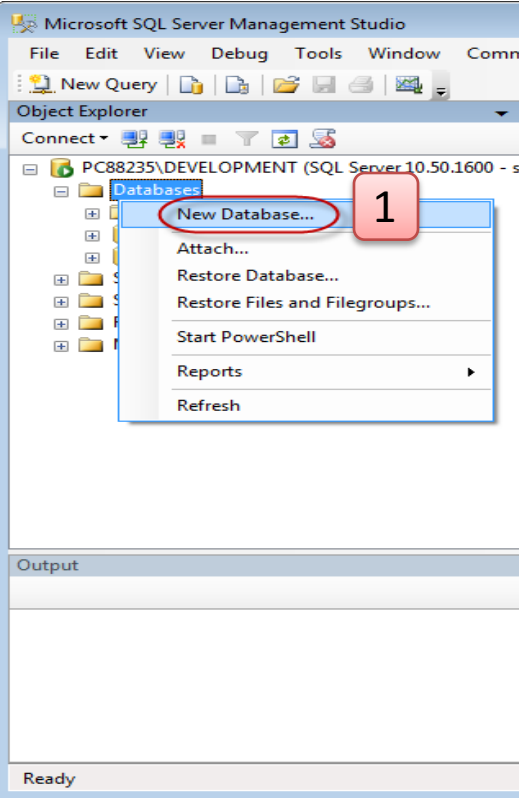 Microsoft SQL Server Management Studio
File Edit View Debug Tools Window Comm
New Query
Object Explorer
Connect
PC88235\DEVELOPMENT (SQL Server 10.50.1600 - s
Databases
New Database...
1
Attach...
Restore Database...
Restore Files and Filegroups...
Start PowerShell
Reports
Refresh
Output
Ready